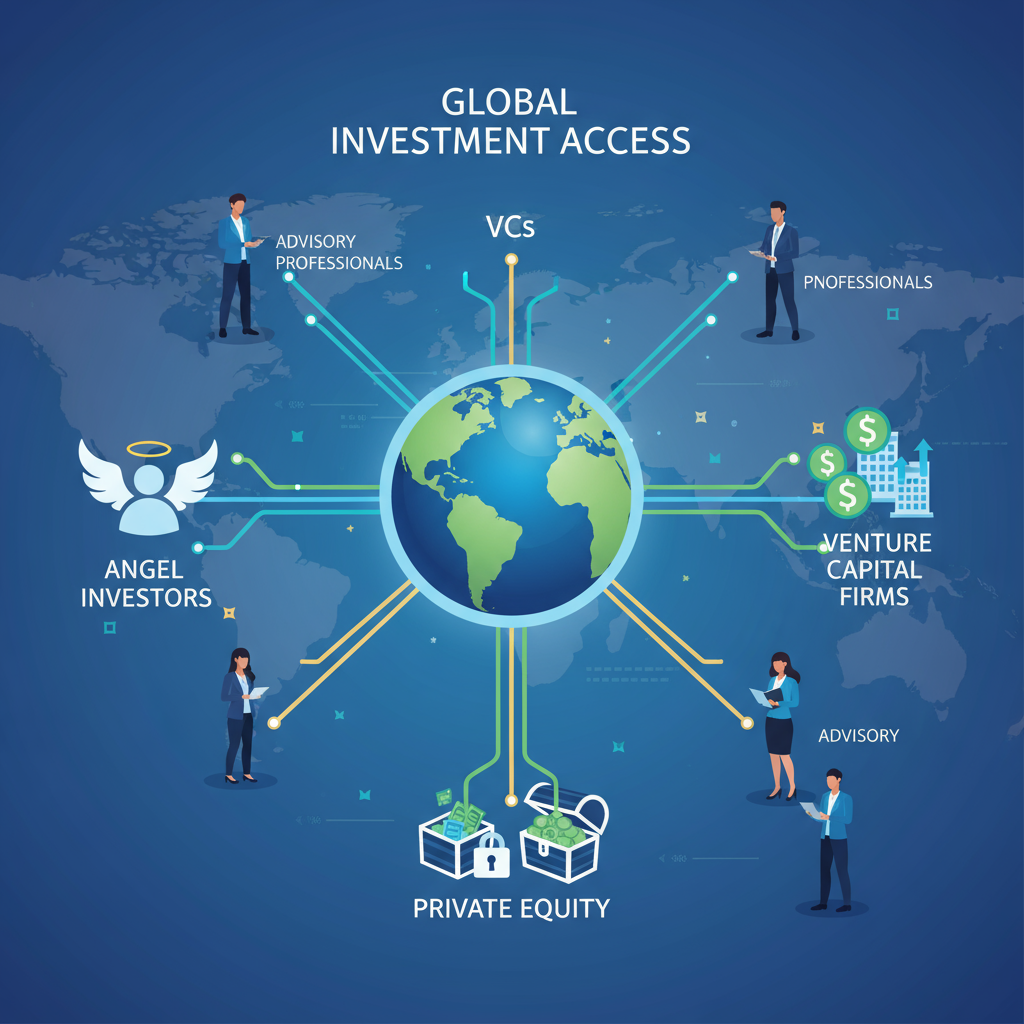 GLOBAL
INVESTMENT ACCESS
VCs
ADVISORY
PROFESSIONALS
PNOFESSIONALS
$
$
$
ANGEL
INVESTORS
VENTURE
CAPITAL
FIRMS
ADVISORY
PRIVATE EQUITY